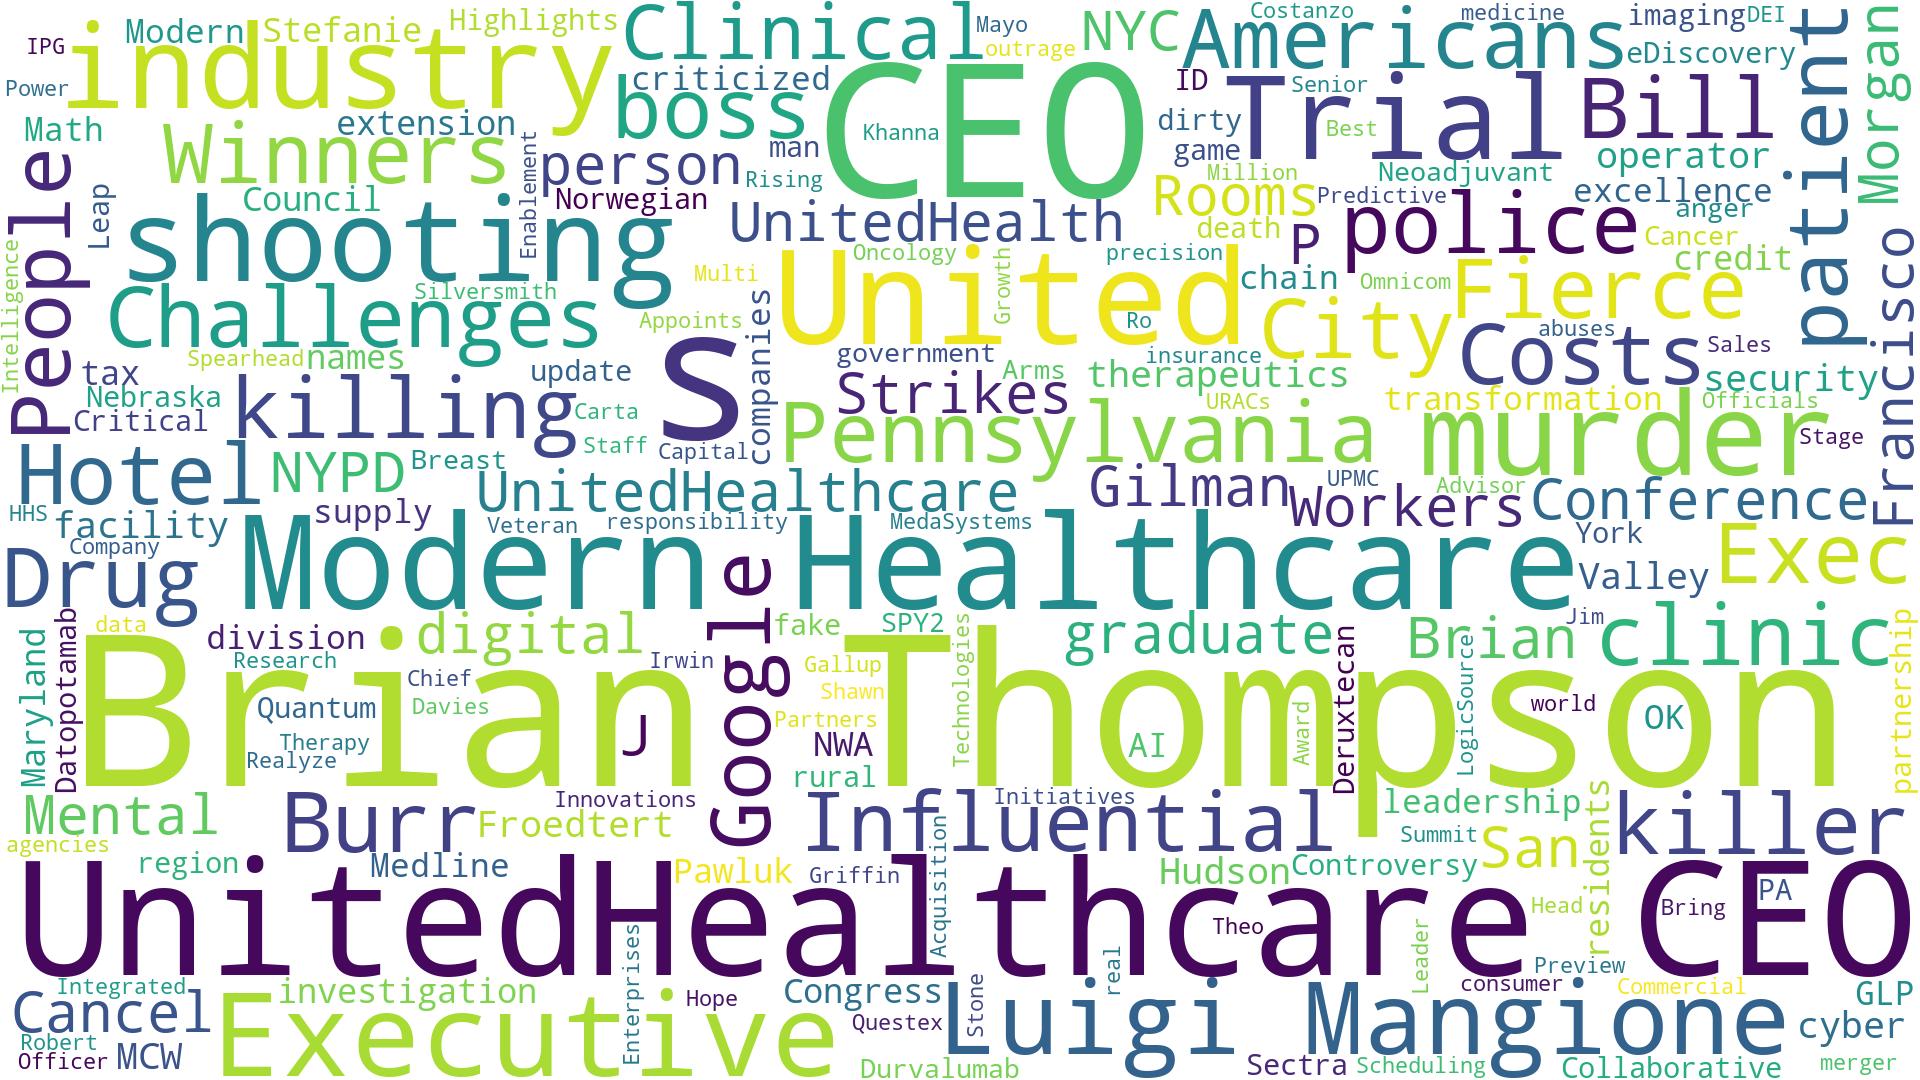 IPG
Modern
Stefanie
Highlights
Clinical
Mayo
outrage
NYC
Costanzo
medicine
imaging
DEI
patient
Morgan
industry
Power
criticized
CEO
Americans
eDiscovery
ID
Senior
Trial
Bill
boss
Math
extension
Winners
Enablement
person
man
Khanna
dirty
game
Best
operator
People
Leap
Council
Norwegian
Rising
Million
Neoadjuvant
Rooms
Predictive
excellence
anger
shooting
UnitedHealth
death
P
police
Cancer
credit
Francisco
Intelligence
Silversmith
Multi
Oncology
United
Growth
precision
chain
Omnicom
Fierce
Challenges
Appoints
companies
Ro
City
abuses
Costs
Sales
Spearhead
names
S
government
insurance
tax
update
Arms
therapeutics
security
Nebraska
killing
Carta
Strikes
URACs
transformation
Officials
Critical
Staff
Capital
Pennsylvania
murder
Stage
Hotel
NYPD
Breast
UnitedHealthcare
Gilman
UPMC
Advisor
Workers
Conference
HHS
facility
supply
Veteran
responsibility
MedaSystems
York
Company
Drug
Modern Healthcare
Exec
Valley
Google
Maryland
Datopotamab
data
division
digital
fake
SPY2
Technologies
graduate
Deruxtecan
Brian
Jim
clinic
partnership
Research
Chief
Irwin
Gallup
Shawn
LogicSource
world
Brian Thompson
Quantum
Davies
J
Partners
OK
Therapy
Realyze
NWA
AI
Award
rural
Mental
Burr
Innovations
Froedtert
Influential
Initiatives
leadership
Summit
San
residents
killer
agencies
region
Medline
Pawluk
Griffin
Acquisition
Hudson
Controversy
UnitedHealthcare CEO
PA
Theo
Head
Bring
Enterprises
real
Leader
Preview
Integrated
Cancel
investigation
Executive
Hope
Congress
Questex
Stone
Luigi Mangione
consumer
Commercial
GLP
cyber
Robert
Officer
MCW
Durvalumab
Sectra
Scheduling
Collaborative
merger